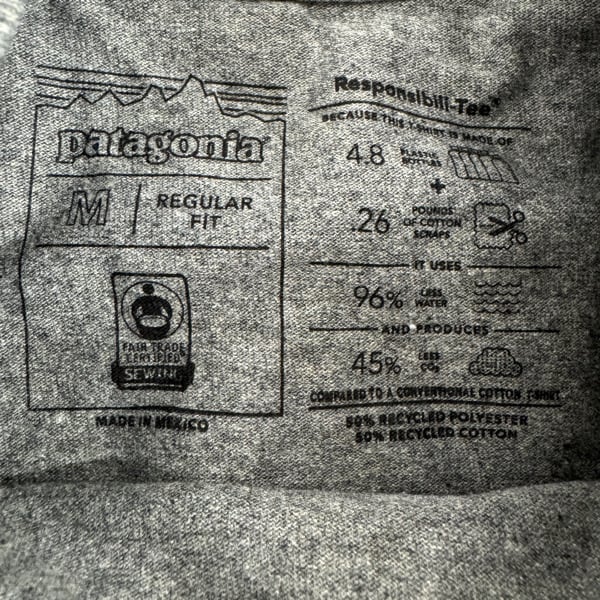 patagonia
M
REGULAR
FIT
FAIR TRADE
CERTIFIED
SEWING
MADE IN MEXICO
Responsibili-Tee®
BECAUSE THIS T-SHIRT IS MADE OF
4.8 PLASTIC
BOTTLES
+
.26 POUNDS
OF COTTON
SCRAPS
IT USES
96% LESS
WATER
AND PRODUCES
45% LESS
CO₂
COMPARED TO A CONVENTIONAL COTTON T-SHIRT
50% RECYCLED POLYESTER
50% RECYCLED COTTON